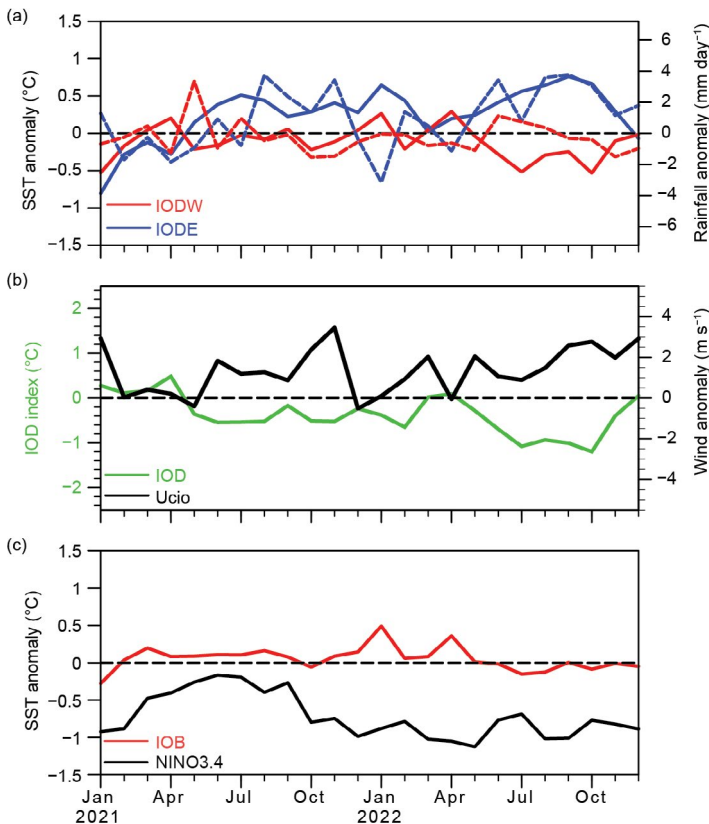 (a)
1.5
1
0.5
0
−0.5
−1
−1.5
SST anomaly (°C)
6
4
2
0
−2
−4
−6
Rainfall anomaly (mm day⁻¹)
IODW
IODE
(b)
2
1
0
−1
−2
IOD index (°C)
4
2
0
−2
−4
Wind anomaly (m s⁻¹)
IOD
Ucio
(c)
1.5
1
0.5
0
−0.5
−1
−1.5
SST anomaly (°C)
IOB
NINO3.4
Jan Apr Jul Oct Jan Apr Jul Oct
2021 2022